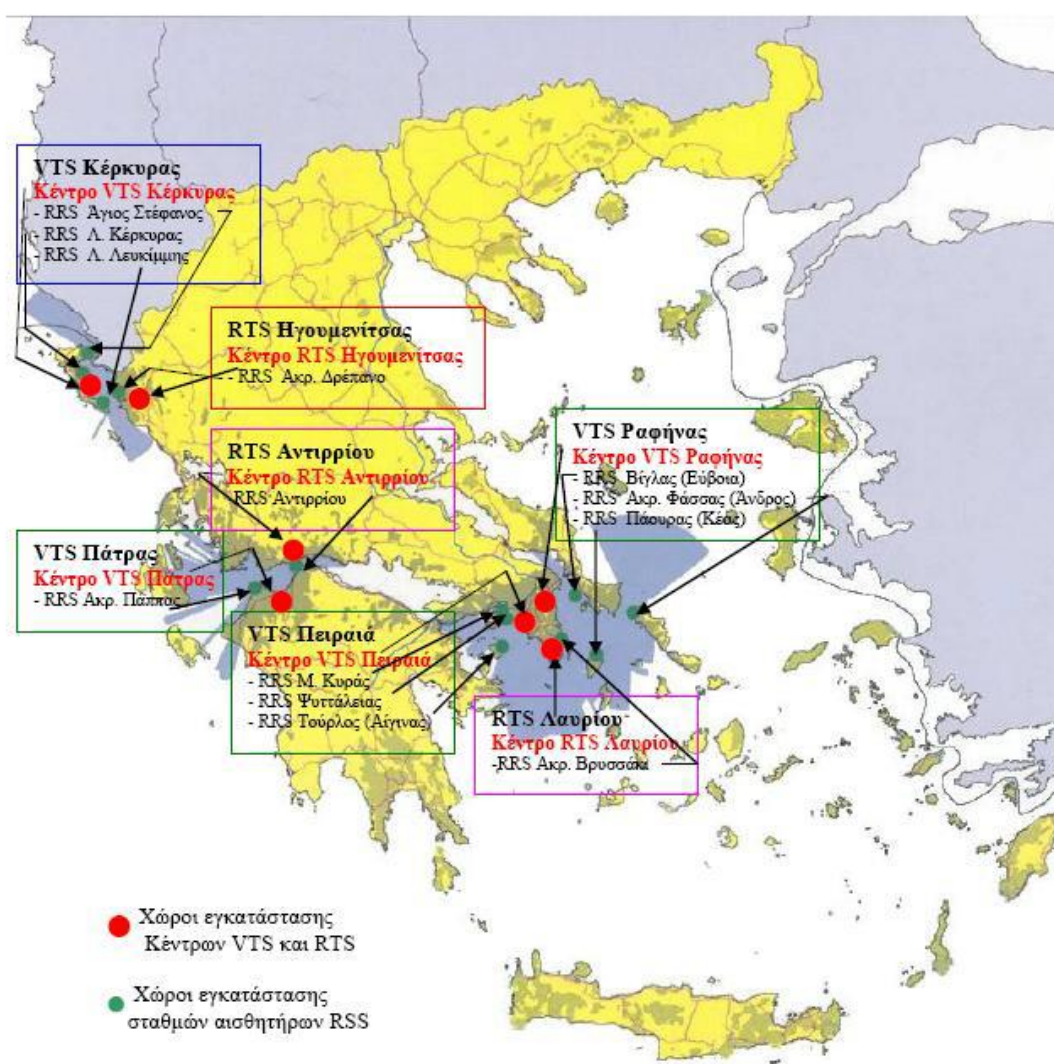 VTS Κέρκυρας
Κέντρο VTS Κέρκυρας
- RRS Άγιος Στέφανος
- RRS Λ. Κέρκυρας
- RRS Λ. Λευκίμμης
RTS Ηγουμενίτσας
Κέντρο RTS Ηγουμενίτσας
- RRS Ακρ. Δρέπανο
RTS Αντιρρίου
Κέντρο RTS Αντιρρίου
-RRS Αντιρρίου
VTS Ραφήνας
Κέντρο VTS Ραφήνας
- RRS Βίγλας (Εύβοια)
- RRS Ακρ. Φάσσας (Άνδρος)
- RRS Πάουρας (Κέας)
VTS Πάτρας
Κέντρο VTS Πάτρας
- RRS Ακρ. Πάππας
VTS Πειραιά
Κέντρο VTS Πειραιά
- RRS Μ. Κυράς
- RRS Ψυττάλειας
- RRS Τούρλος (Αίγινας)
RTS Λαυρίου
Κέντρο RTS Λαυρίου
-RRS Ακρ. Βρυσσάκι
Χώροι εγκατάστασης
Κέντρων VTS και RTS
Χώροι εγκατάστασης
σταθμών αισθητήρων RSS